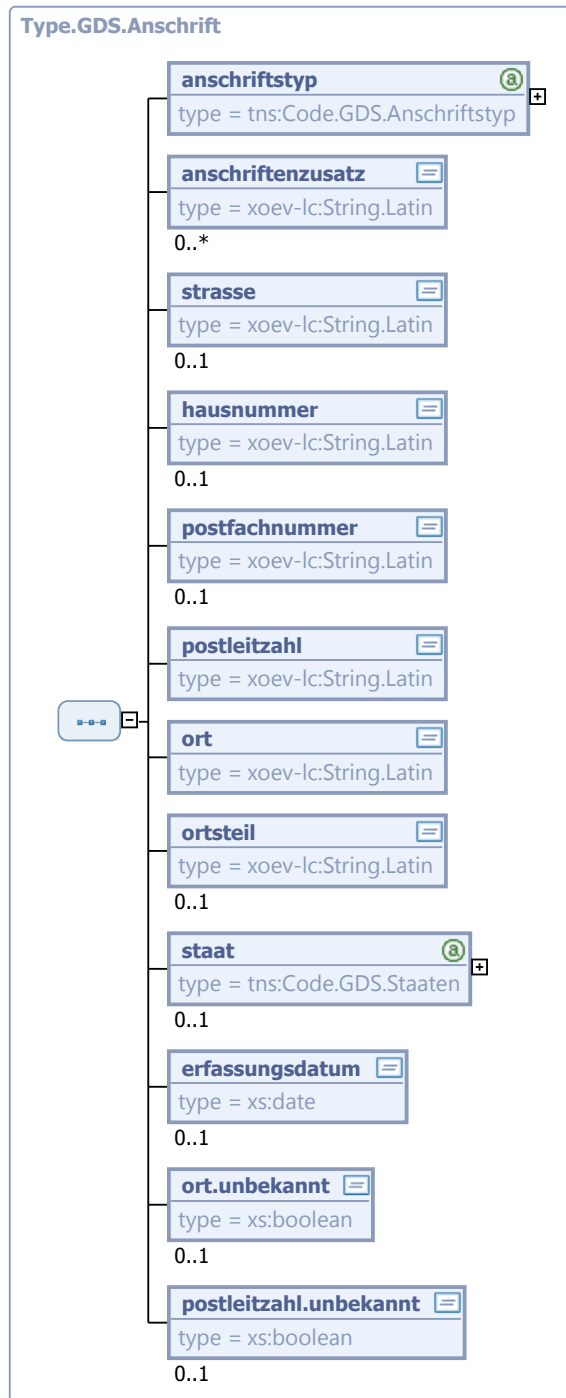 Type.GDS.Anschrift
anschriftstyp
type = tns:Code.GDS.Anschriftstyp
anschriftenzusatz
type = xoev-lc:String.Latin
0..*
strasse
type = xoev-lc:String.Latin
0..1
hausnummer
type = xoev-lc:String.Latin
0..1
postfachnummer
type = xoev-lc:String.Latin
0..1
postleitzahl
type = xoev-lc:String.Latin
ort
type = xoev-lc:String.Latin
ortsteil
type = xoev-lc:String.Latin
0..1
staat
type = tns:Code.GDS.Staaten
0..1
erfassungsdatum
type = xs:date
0..1
ort.unbekannt
type = xs:boolean
0..1
postleitzahl.unbekannt
type = xs:boolean
0..1